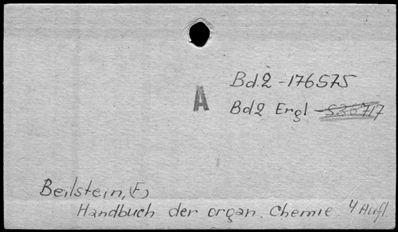 Bd.2 - 176575
A
Bd2 Ergl
Beilstein, (F)
Handbuch der organ. Chemie 4 Aufl.